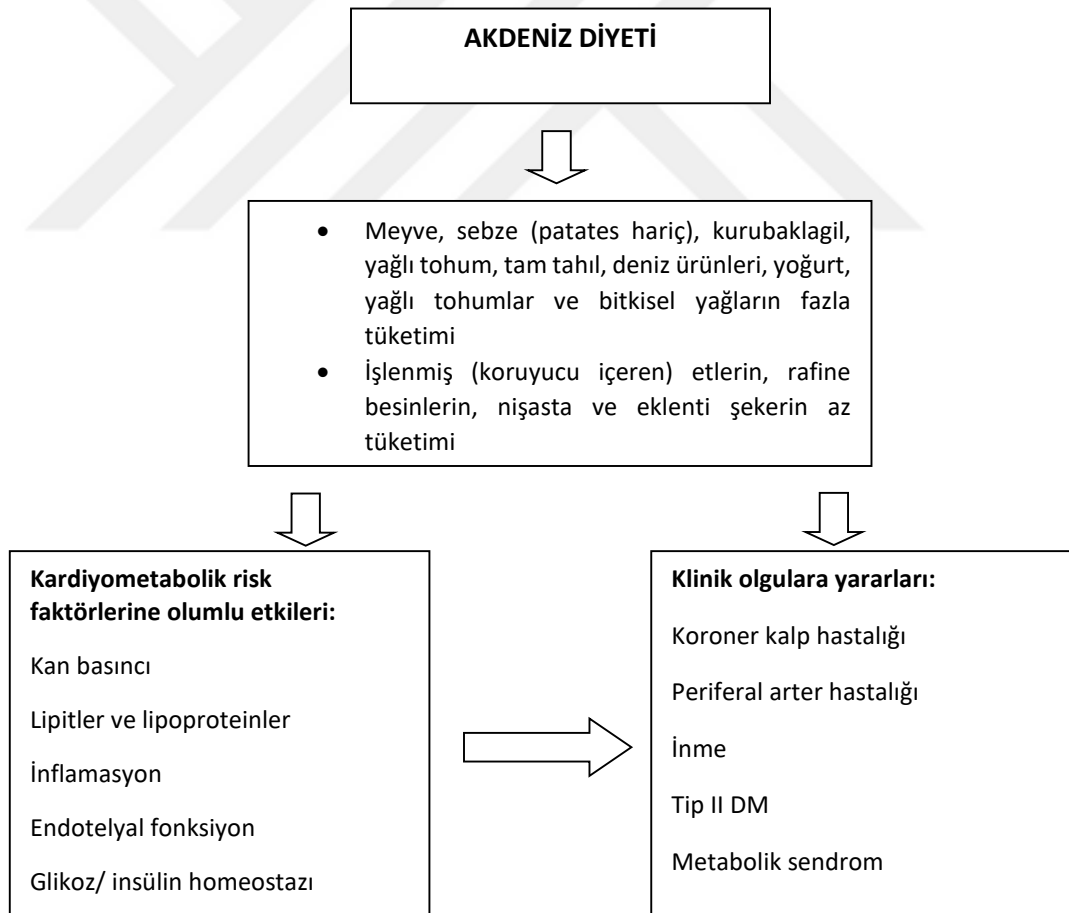 AKDENİZ DİYETİ
• Meyve, sebze (patates hariç), kurubaklagil,
yağlı tohum, tam tahıl, deniz ürünleri, yoğurt,
yağlı tohumlar ve bitkisel yağların fazla
tüketimi
• İşlenmiş (koruyucu içeren) etlerin, rafine
besinlerin, nişasta ve eklenti şekerin az
tüketimi
Kardiyometabolik risk
faktörlerine olumlu etkileri:
Kan basıncı
Lipitler ve lipoproteinler
İnflamasyon
Endotelyal fonksiyon
Glikoz/ insülin homeostazı
Klinik olgulara yararları:
Koroner kalp hastalığı
Periferal arter hastalığı
İnme
Tip II DM
Metabolik sendrom